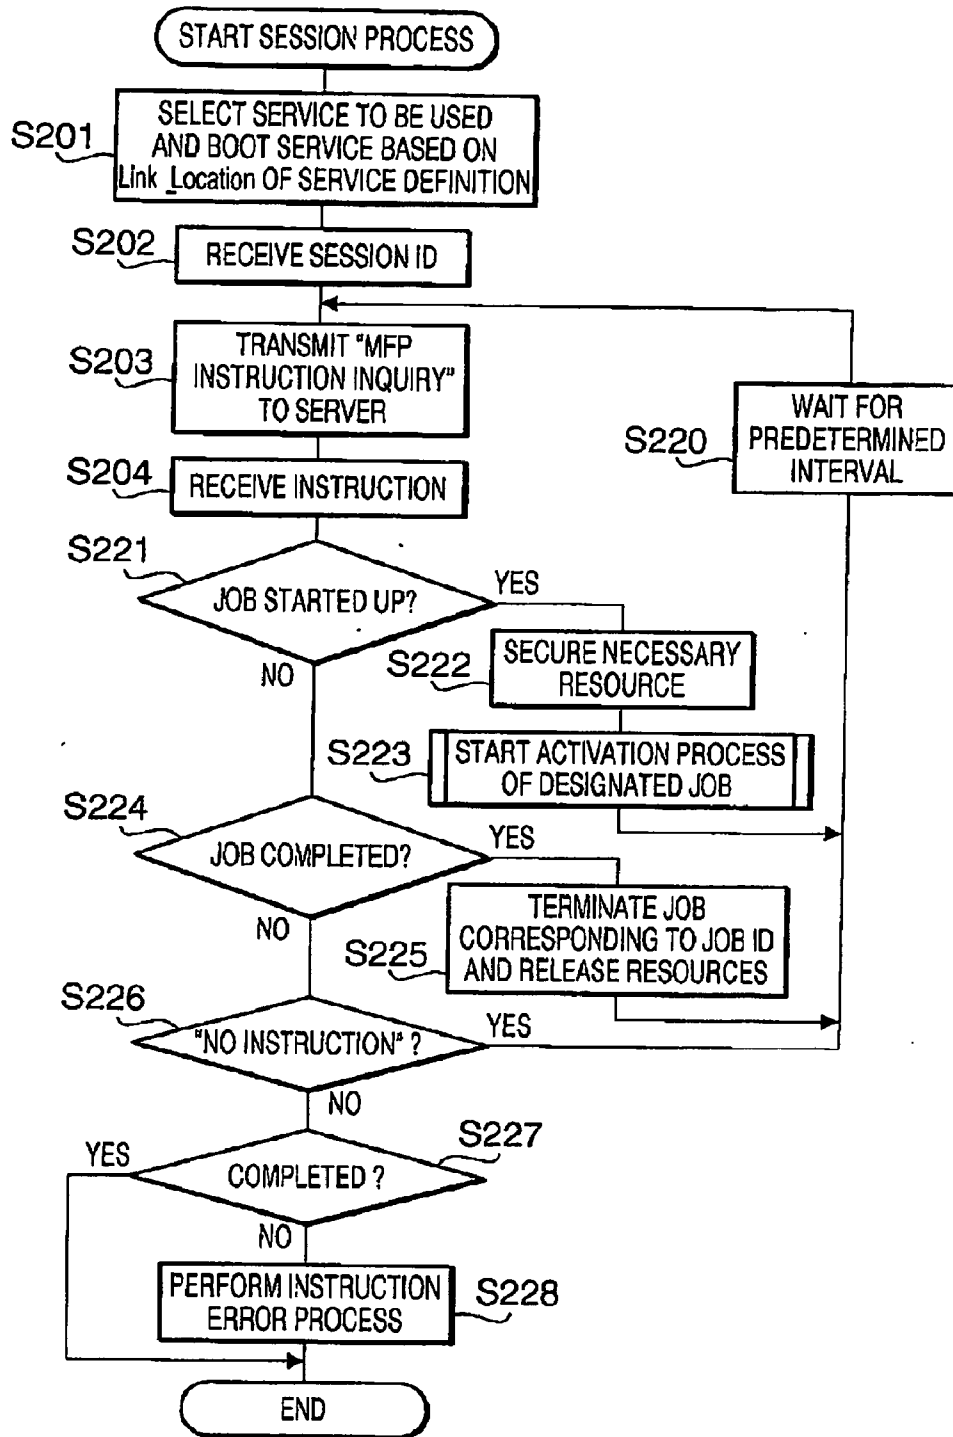 START SESSION PROCESS
S201
SELECT SERVICE TO BE USED
AND BOOT SERVICE BASED ON
Link_Location OF SERVICE DEFINITION
S202
RECEIVE SESSION ID
S203
TRANSMIT "MFP
INSTRUCTION INQUIRY"
TO SERVER
S220
WAIT FOR
PREDETERMINED
INTERVAL
S204
RECEIVE INSTRUCTION
S221
JOB STARTED UP?
YES
NO
S222
SECURE NECESSARY
RESOURCE
S223
START ACTIVATION PROCESS
OF DESIGNATED JOB
S224
JOB COMPLETED?
YES
NO
S225
TERMINATE JOB
CORRESPONDING TO JOB ID
AND RELEASE RESOURCES
S226
"NO INSTRUCTION" ?
YES
NO
S227
YES
COMPLETED ?
NO
PERFORM INSTRUCTION
ERROR PROCESS
S228
END